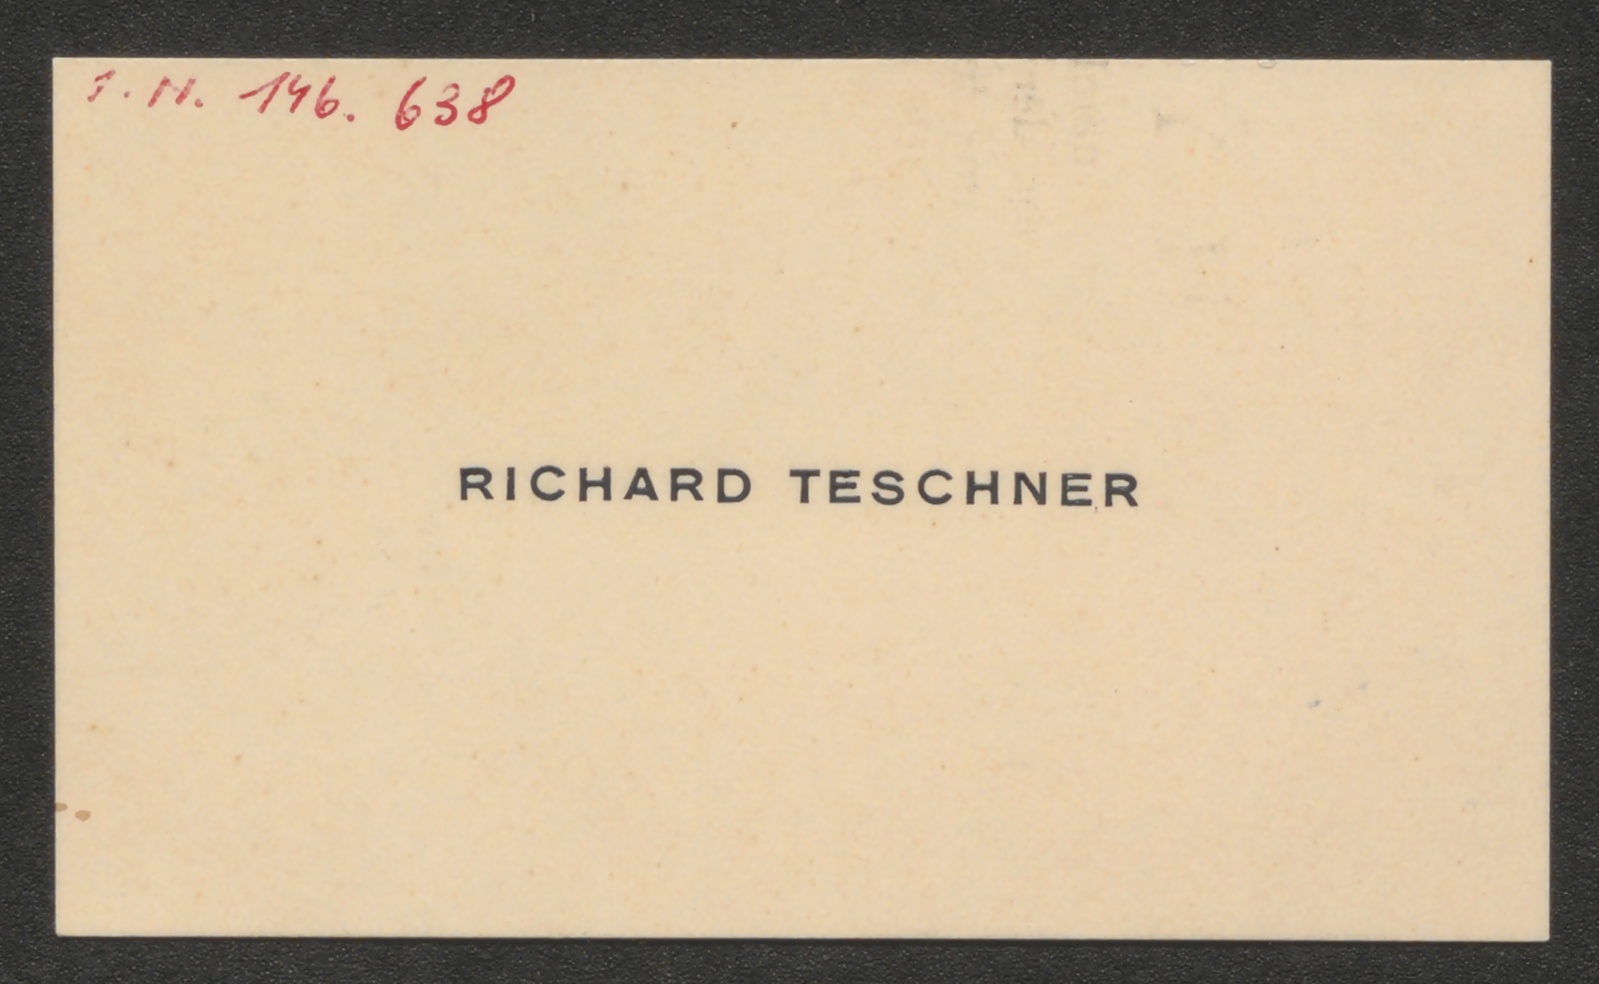 I.N. 146.638
RICHARD TESCHNER